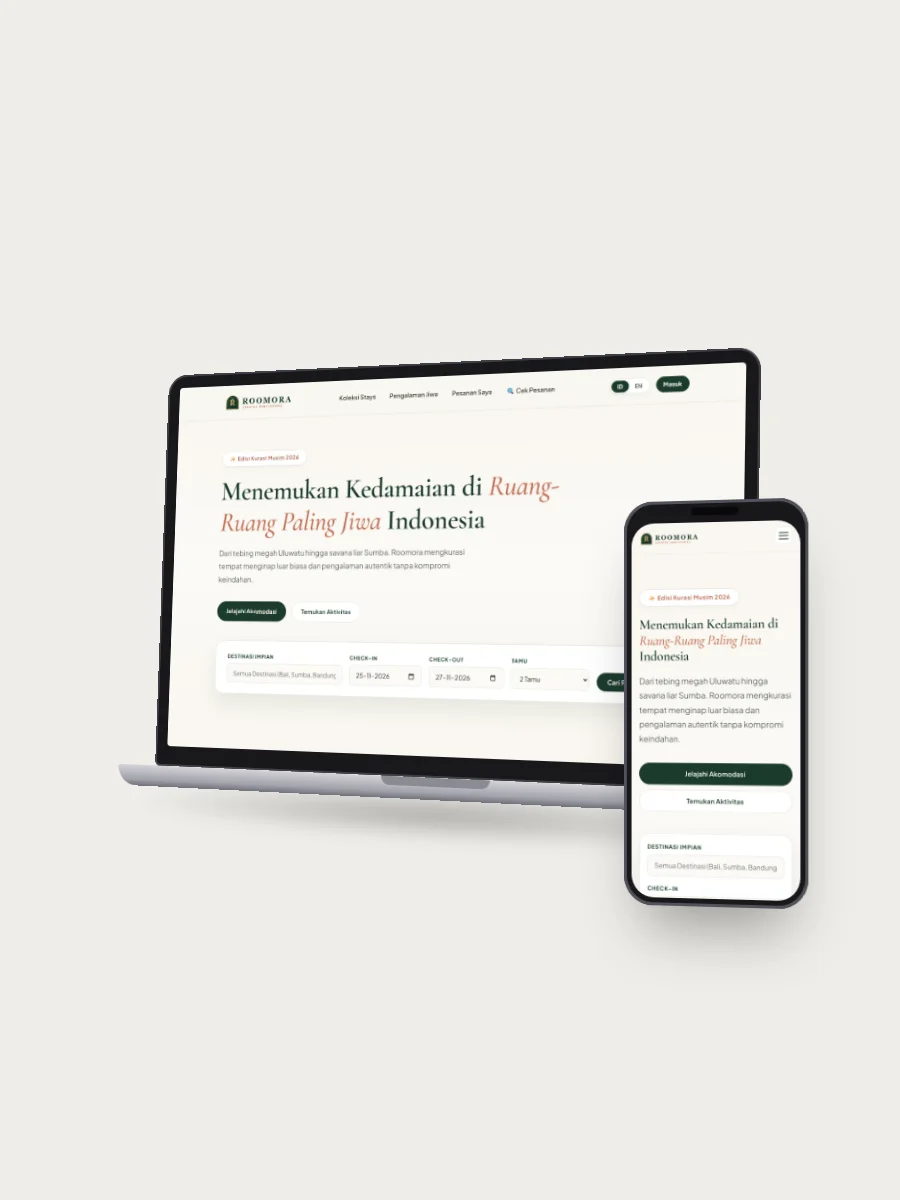 ROOMORA
Koleksi Stays
Pengalaman Jiwa
Pesanan Saya
🔍 Cek Pesanan
ID
EN
Masuk
✨ Edisi Kurasi Musim 2026
Menemukan Kedamaian di Ruang-
Ruang Paling Jiwa Indonesia
Dari tebing megah Uluwatu hingga savana liar Sumba. Roomora mengkurasi
tempat menginap luar biasa dan pengalaman autentik tanpa kompromi
keindahan.
Jelajahi Akomodasi
Temukan Aktivitas
DESTINASI IMPIAN
CHECK-IN
CHECK-OUT
TAMU
Semua Destinasi (Bali, Sumba, Bandung
25-11-2026
27-11-2026
2 Tamu
Cari
ROOMORA
✨ Edisi Kurasi Musim 2026
Menemukan Kedamaian di
Ruang-Ruang Paling Jiwa
Indonesia
Dari tebing megah Uluwatu hingga
savana liar Sumba. Roomora mengkurasi
tempat menginap luar biasa dan
pengalaman autentik tanpa kompromi
keindahan.
Jelajahi Akomodasi
Temukan Aktivitas
DESTINASI IMPIAN
Semua Destinasi (Bali, Sumba, Bandung
CHECK-IN